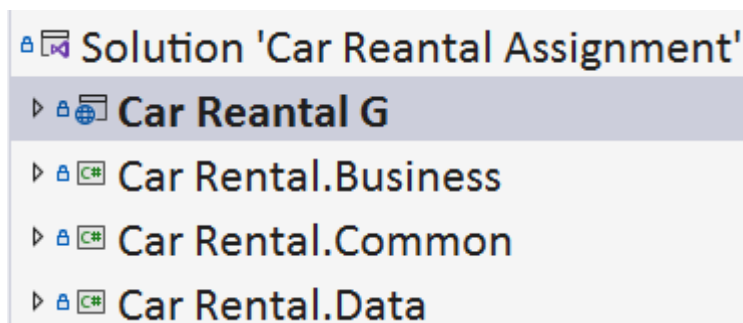 Solution 'Car Reantal Assignment'
Car Reantal G
C# Car Rental.Business
C# Car Rental.Common
C# Car Rental.Data